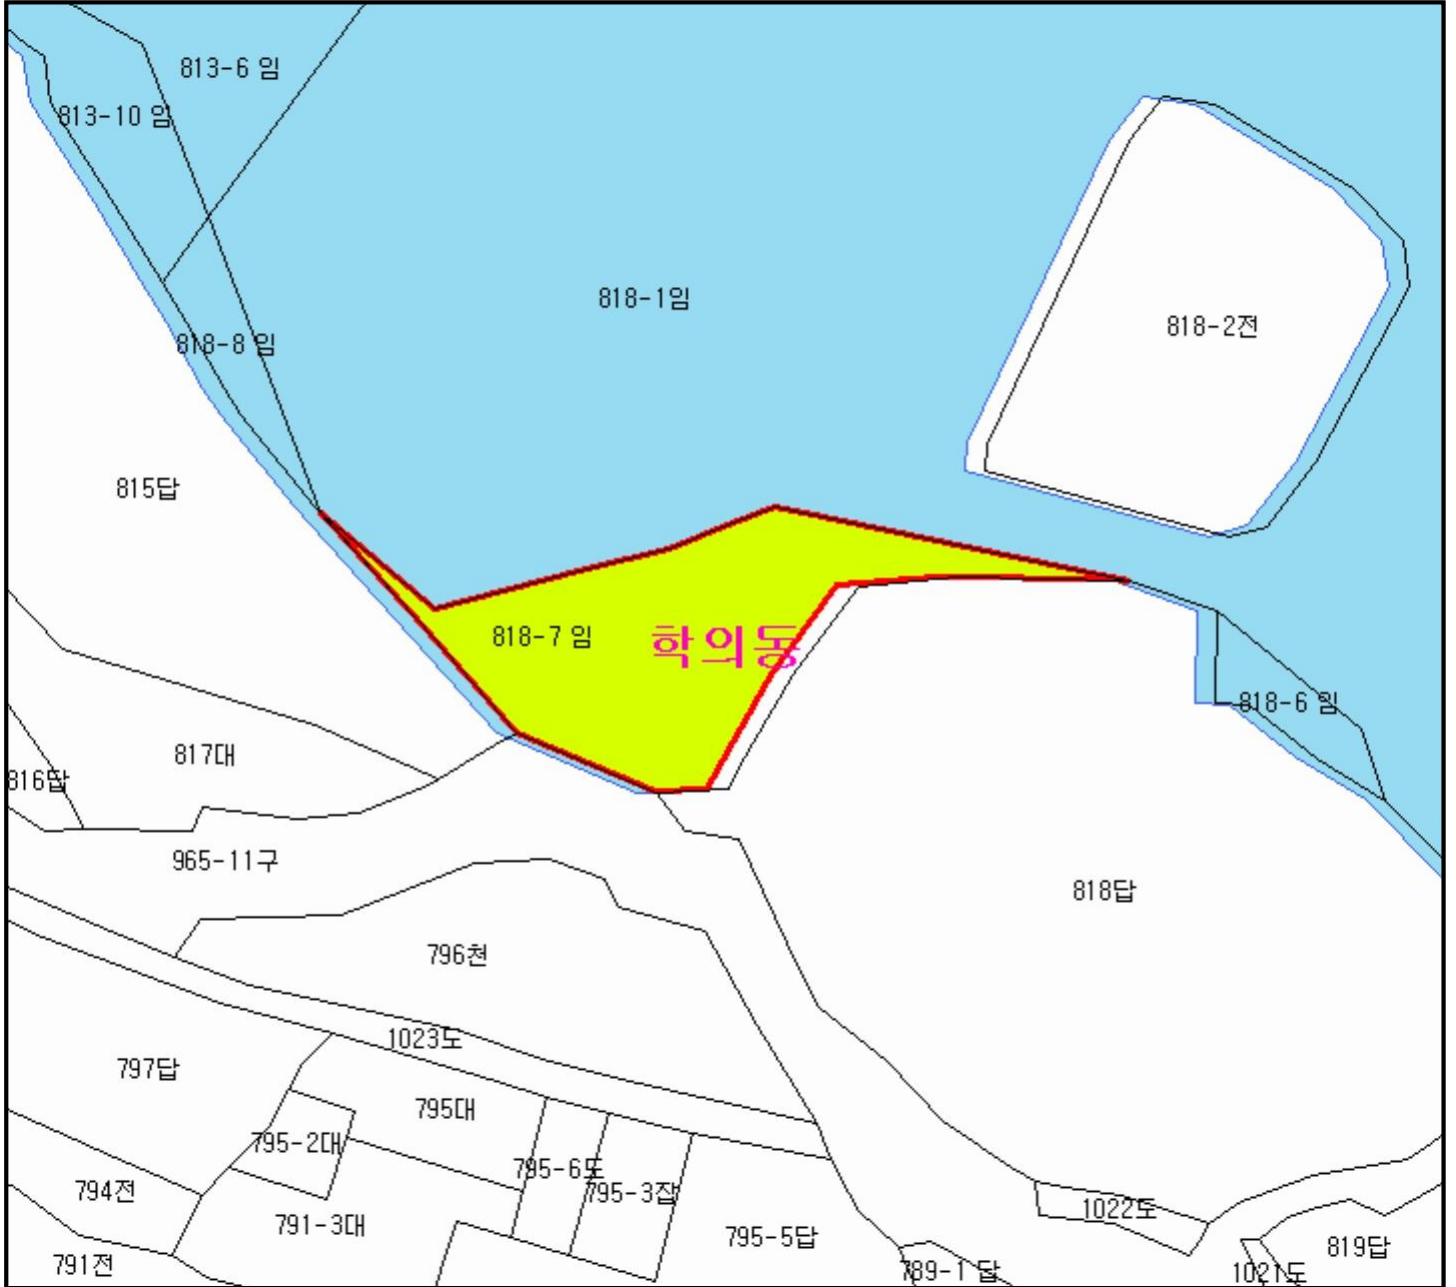 813-6 임
813-10 임
818-1임
818-2전
818-8 임
815답
818-7 임
학의동
818-6 임
817대
816답
965-11구
818답
796천
1023도
797답
795대
795-2대
795-6도
795-3잡
794전
791-3대
795-5답
1022도
819답
791전
789-1 답
1021도